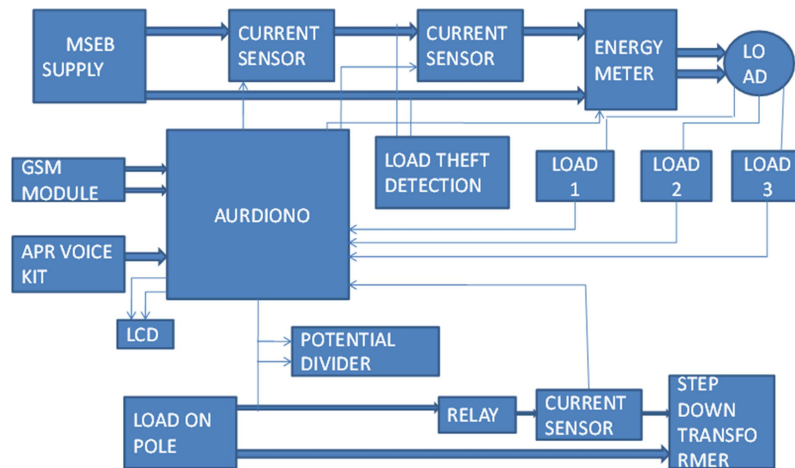 MSEB
SUPPLY
CURRENT
SENSOR
CURRENT
SENSOR
ENERGY
METER
LO
AD
GSM
MODULE
AURDIONO
LOAD THEFT
DETECTION
LOAD
1
LOAD
2
LOAD
3
APR VOICE
KIT
LCD
POTENTIAL
DIVIDER
LOAD ON
POLE
RELAY
CURRENT
SENSOR
STEP
DOWN
TRANSFO
RMER